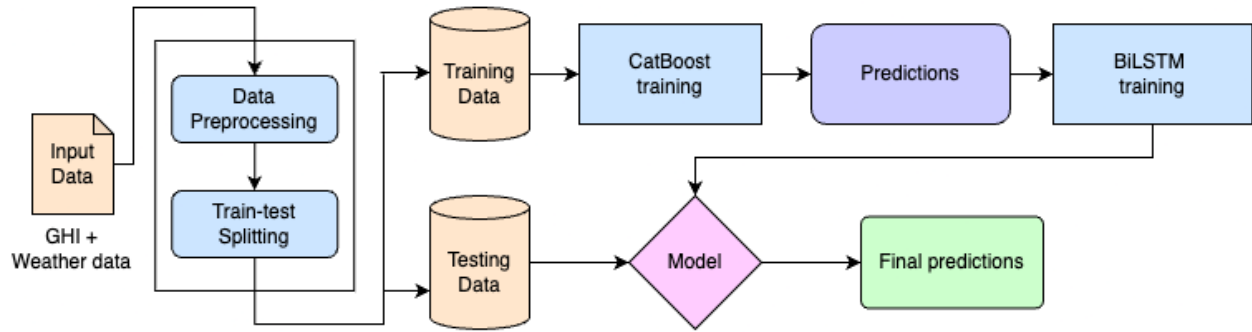 Input
Data
GHI +
Weather data
Data
Preprocessing
Train-test
Splitting
Training
Data
CatBoost
training
Predictions
BiLSTM
training
Testing
Data
Model
Final predictions